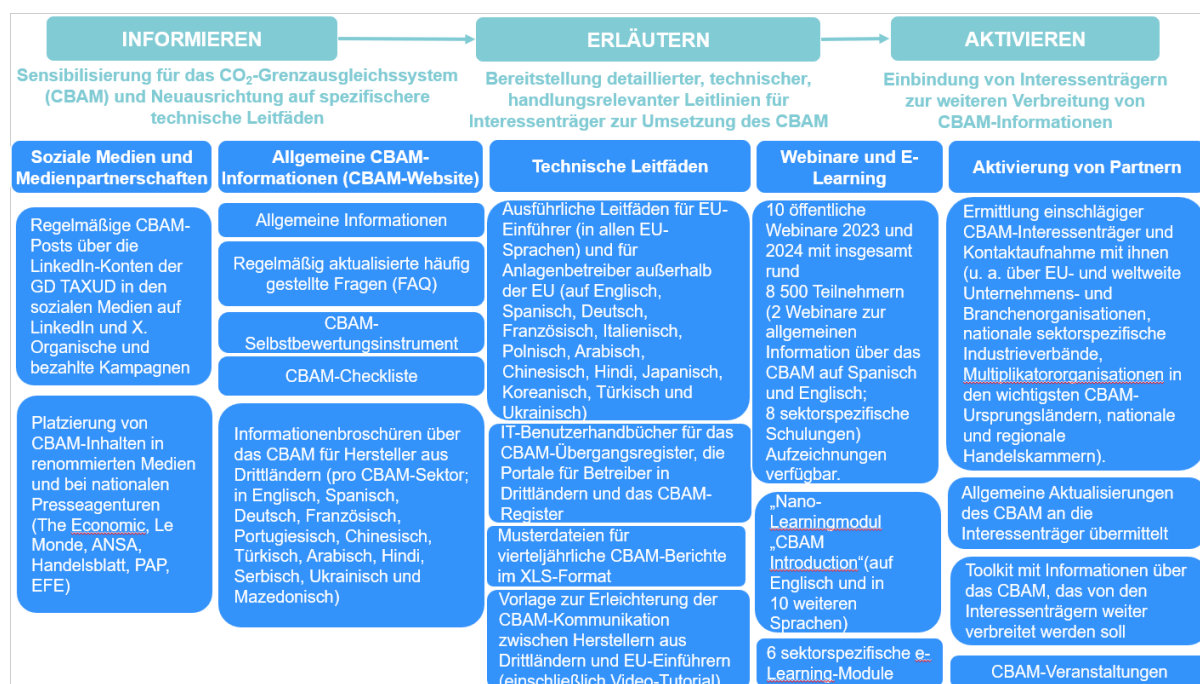 INFORMIEREN
ERLÄUTERN
AKTIVIEREN
Sensibilisierung für das CO₂-Grenzausgleichssystem
(CBAM) und Neuausrichtung auf spezifischere
technische Leitfäden
Bereitstellung detaillierter, technischer,
handlungsrelevanter Leitlinien für
Interessenträger zur Umsetzung des CBAM
Einbindung von Interessenträgern
zur weiteren Verbreitung von
CBAM-Informationen
Soziale Medien und
Medienpartnerschaften
Regelmäßige CBAM-
Posts über die
LinkedIn-Konten der
GD TAXUD in den
sozialen Medien auf
LinkedIn und X.
Organische und
bezahlte Kampagnen
Platzierung von
CBAM-Inhalten in
renommierten Medien
und bei nationalen
Presseagenturen
(The Economic, Le
Monde, ANSA,
Handelsblatt, PAP,
EFE)
Allgemeine CBAM-
Informationen (CBAM-Website)
Allgemeine Informationen
Regelmäßig aktualisierte häufig
gestellte Fragen (FAQ)
CBAM-
Selbstbewertungsinstrument
CBAM-Checkliste
Informationenbroschüren über
das CBAM für Hersteller aus
Drittländern (pro CBAM-Sektor;
in Englisch, Spanisch,
Deutsch, Französisch,
Portugiesisch, Chinesisch,
Türkisch, Arabisch, Hindi,
Serbisch, Ukrainisch und
Mazedonisch)
Technische Leitfäden
Ausführliche Leitfäden für EU-
Einführer (in allen EU-
Sprachen) und für
Anlagenbetreiber außerhalb
der EU (auf Englisch,
Spanisch, Deutsch,
Französisch, Italienisch,
Polnisch, Arabisch,
Chinesisch, Hindi, Japanisch,
Koreanisch, Türkisch und
Ukrainisch)
IT-Benutzerhandbücher für das
CBAM-Übergangsregister, die
Portale für Betreiber in
Drittländern und das CBAM-
Register
Musterdateien für
vierteljährliche CBAM-Berichte
im XLS-Format
Vorlage zur Erleichterung der
CBAM-Kommunikation
zwischen Herstellern aus
Drittländern und EU-Einführern
(einschließlich Video-Tutorial)
Webinare und E-
Learning
10 öffentliche
Webinare 2023 und
2024 mit insgesamt
rund
8 500 Teilnehmern
(2 Webinare zur
allgemeinen
Information über das
CBAM auf Spanisch
und Englisch;
8 sektorspezifische
Schulungen)
Aufzeichnungen
verfügbar.
„Nano-
Learningmodul
„CBAM
Introduction“(auf
Englisch und in
10 weiteren
Sprachen)
6 sektorspezifische e-
Learning-Module
Aktivierung von Partnern
Ermittlung einschlägiger
CBAM-Interessenträger und
Kontaktaufnahme mit ihnen
(u. a. über EU- und weltweite
Unternehmens- und
Branchenorganisationen,
nationale sektorspezifische
Industrieverbände,
Multiplikatororganisationen in
den wichtigsten CBAM-
Ursprungsländern, nationale
und regionale
Handelskammern).
Allgemeine Aktualisierungen
des CBAM an die
Interessenträger übermittelt
Toolkit mit Informationen über
das CBAM, das von den
Interessenträgern weiter
verbreitet werden soll
CBAM-Veranstaltungen